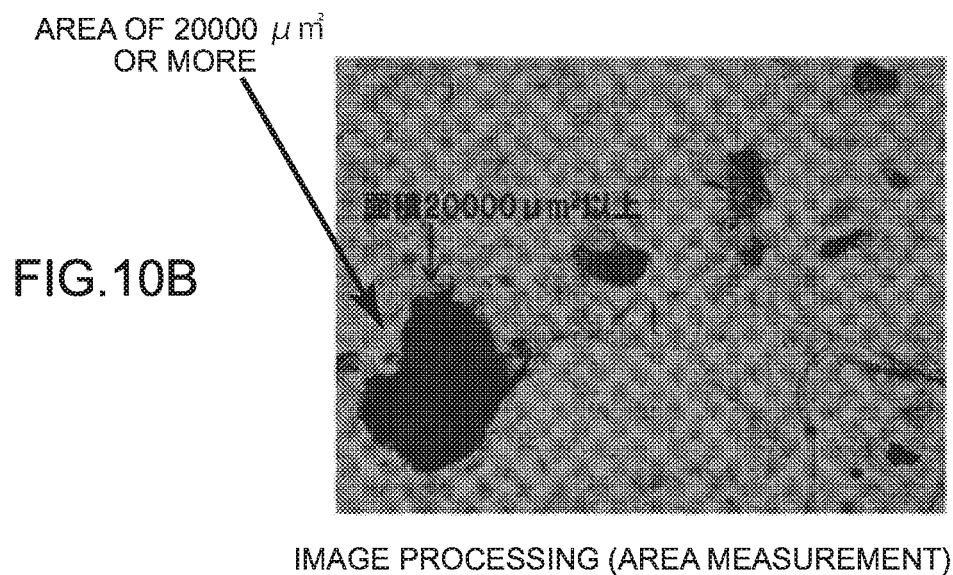 AREA OF 20000 μm²
OR MORE
面積20000μm²以上
FIG.10B
IMAGE PROCESSING (AREA MEASUREMENT)